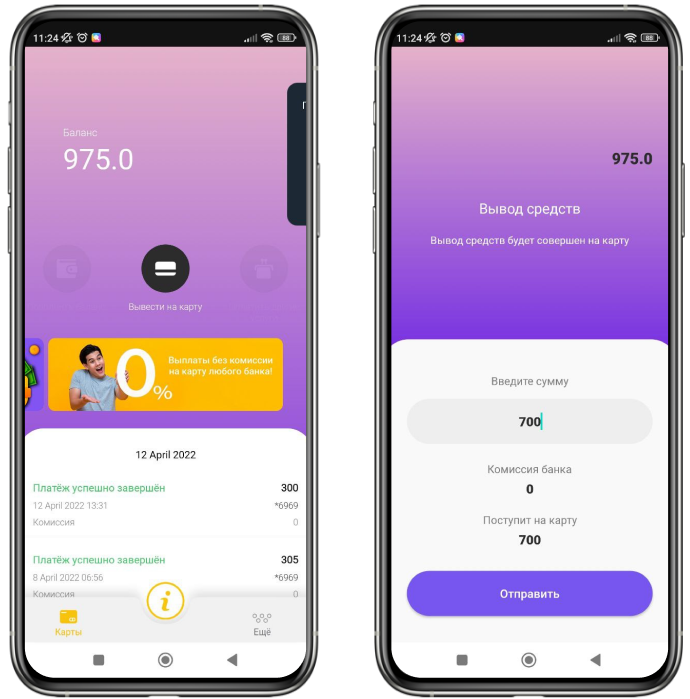 11:24
88
Баланс
975.0
Вывести на карту
0%
Выплаты без комиссии
на карту любого банка!
12 April 2022
Платёж успешно завершён 300
12 April 2022 13:31 *6969
Комиссия 0
Платёж успешно завершён 305
8 April 2022 06:56 *6969
Комиссия 0
i
Карты
Ещё
11:24
88
975.0
Вывод средств
Вывод средств будет совершен на карту
Введите сумму
700
Комиссия банка
0
Поступит на карту
700
Отправить